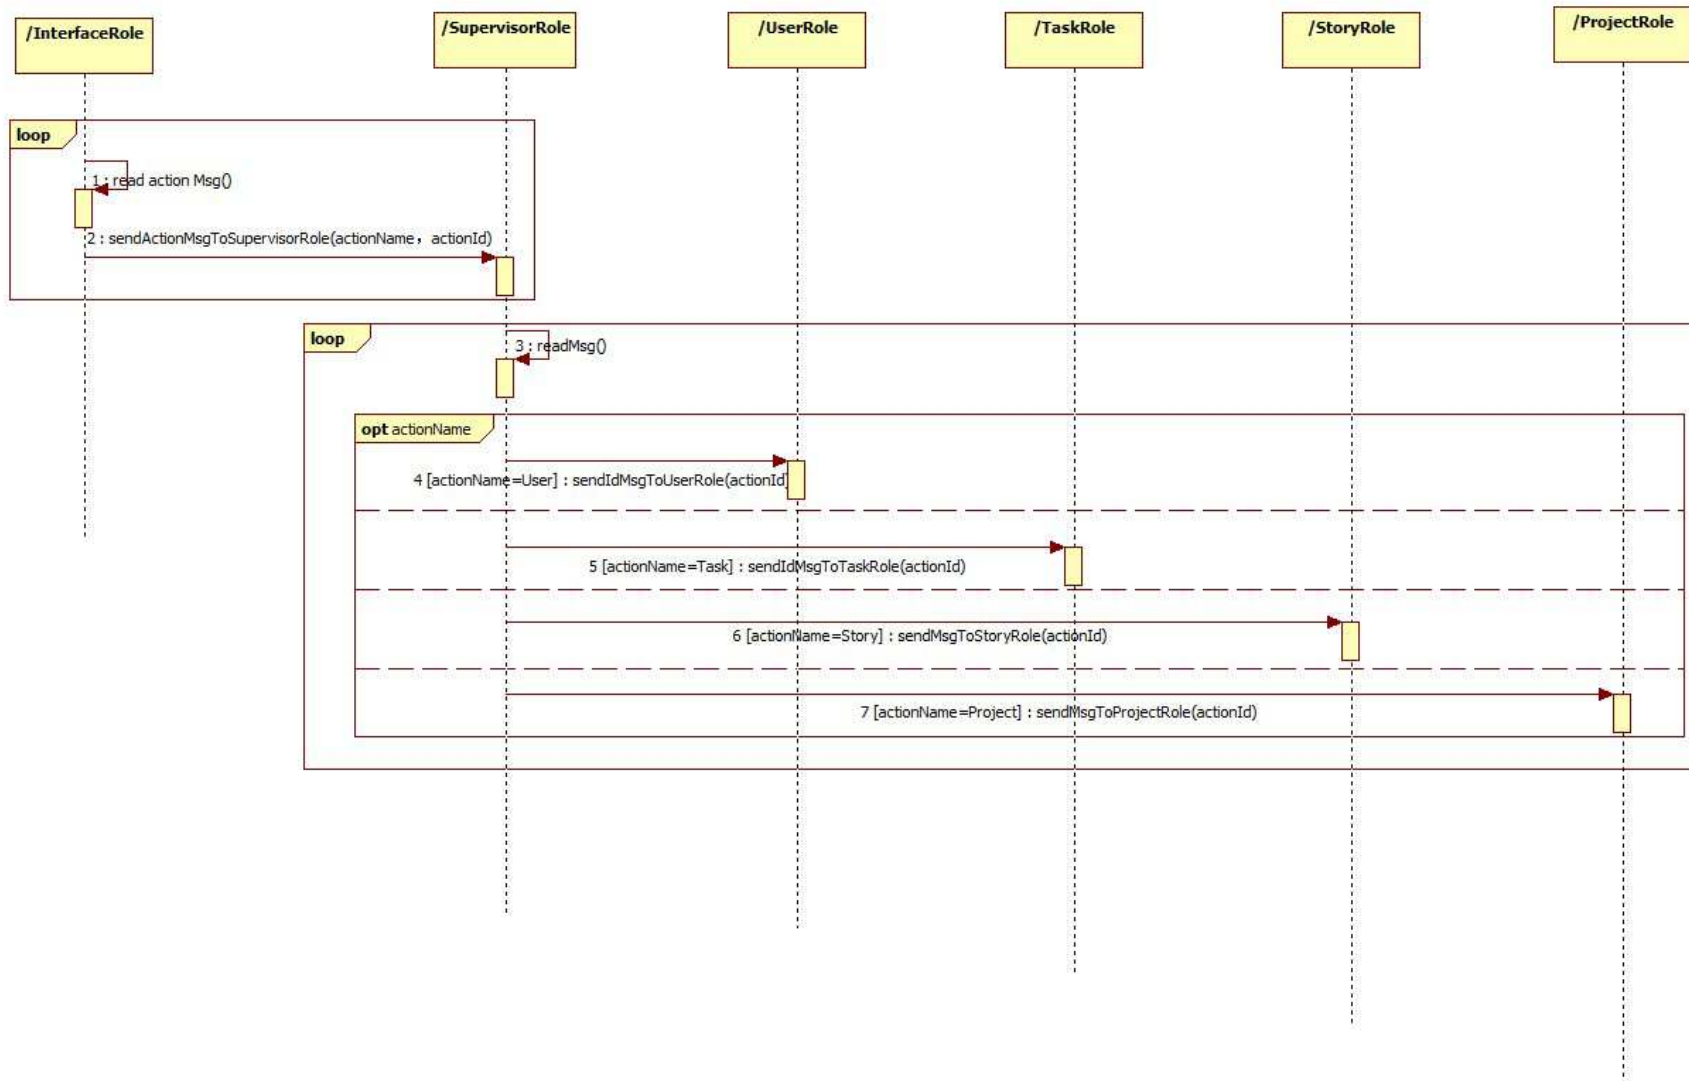 /InterfaceRole
/SupervisorRole
/UserRole
/TaskRole
/StoryRole
/ProjectRole
loop
1 : read action Msg()
2 : sendActionMsgToSupervisorRole(actionName，actionId)
loop
3 : readMsg()
opt actionName
4 [actionName=User] : sendIdMsgToUserRole(actionId)
5 [actionName=Task] : sendIdMsgToTaskRole(actionId)
6 [actionName=Story] : sendMsgToStoryRole(actionId)
7 [actionName=Project] : sendMsgToProjectRole(actionId)